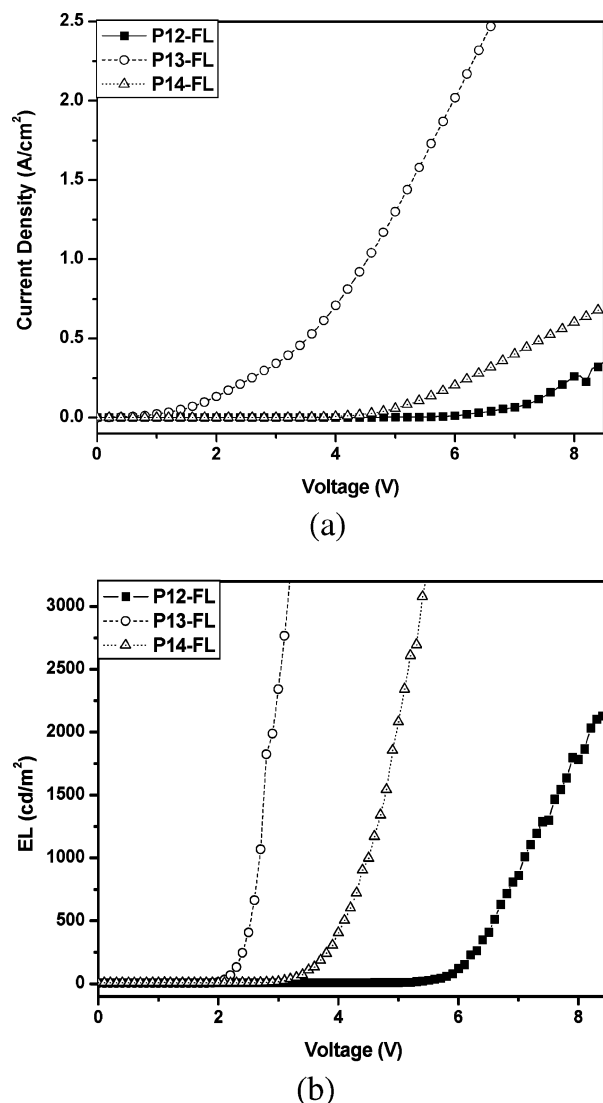 2.5
2.0
1.5
1.0
0.5
0.0
Current Density (A/cm²)
P12-FL
P13-FL
P14-FL
0
2
4
6
8
Voltage (V)
(a)
3000
2500
2000
1500
1000
500
0
EL (cd/m²)
P12-FL
P13-FL
P14-FL
0
2
4
6
8
Voltage (V)
(b)